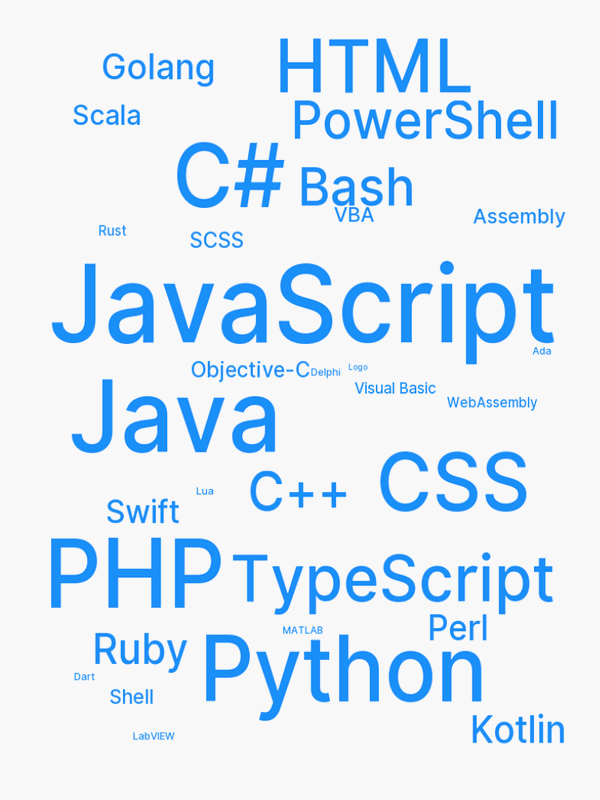 Golang
HTML
Scala
PowerShell
C#
Bash
VBA
Assembly
Rust
SCSS
JavaScript
Ada
Objective-C
Delphi
Logo
Visual Basic
Java
WebAssembly
CSS
C++
Lua
Swift
PHP
TypeScript
MATLAB
Perl
Ruby
Python
Dart
Shell
Kotlin
LabVIEW